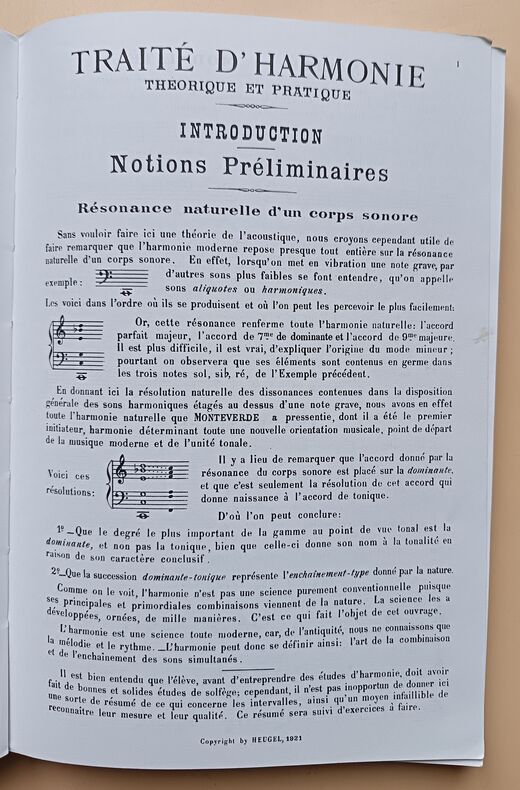 1
TRAITÉ D'HARMONIE
THÉORIQUE ET PRATIQUE
INTRODUCTION
Notions Préliminaires
Résonance naturelle d'un corps sonore
Sans vouloir faire ici une théorie de l'acoustique, nous croyons cependant utile de
faire remarquer que l'harmonie moderne repose presque tout entière sur la résonance
naturelle d'un corps sonore. En effet, lorsqu'on met en vibration une note grave, par
exemple:
d'autres sons plus faibles se font entendre, qu'on appelle
sons aliquotes ou harmoniques.
Les voici dans l'ordre où ils se produisent et où l'on peut les percevoir le plus facilement:
Or, cette résonance renferme toute l'harmonie naturelle: l'accord
parfait majeur, l'accord de 7me de dominante et l'accord de 9me majeure.
Il est plus difficile, il est vrai, d'expliquer l'origine du mode mineur;
pourtant on observera que ses éléments sont contenus en germe dans
les trois notes sol, sib, ré, de l'Exemple précédent.
En donnant ici la résolution naturelle des dissonances contenues dans la disposition
générale des sons harmoniques étagés au dessus d'une note grave, nous avons en effet
toute l'harmonie naturelle que MONTEVERDE a pressentie, dont il a été le premier
initiateur, harmonie déterminant toute une nouvelle orientation musicale, point de départ
de la musique moderne et de l'unité tonale.
Voici ces
résolutions:
Il y a lieu de remarquer que l'accord donné par la
résonance du corps sonore est placé sur la dominante,
et que c'est seulement la résolution de cet accord qui
donne naissance à l'accord de tonique.
D'où l'on peut conclure:
1º _Que le degré le plus important de la gamme au point de vue tonal est la
dominante, et non pas la tonique, bien que celle-ci donne son nom à la tonalité en
raison de son caractère conclusif.
2º_Que la succession dominante-tonique représente l'enchaînement-type donné par la nature.
Comme on le voit, l'harmonie n'est pas une science purement conventionnelle puisque
ses principales et primordiales combinaisons viennent de la nature. La science les a
développées, ornées, de mille manières. C'est ce qui fait l'objet de cet ouvrage.
L'harmonie est une science toute moderne, car, de l'antiquité, nous ne connaissons que
la mélodie et le rythme. _L'harmonie peut donc se définir ainsi: l'art de la combinaison
et de l'enchaînement des sons simultanés.
Il est bien entendu que l'élève, avant d'entreprendre des études d'harmonie, doit avoir
fait de bonnes et solides études de solfège; cependant, il n'est pas inopportun de donner ici
une sorte de résumé de ce qui concerne les intervalles, ainsi qu'un moyen infaillible de
reconnaître leur mesure et leur qualité. Ce résumé sera suivi d'exercices à faire.
Copyright by HEUGEL, 1921